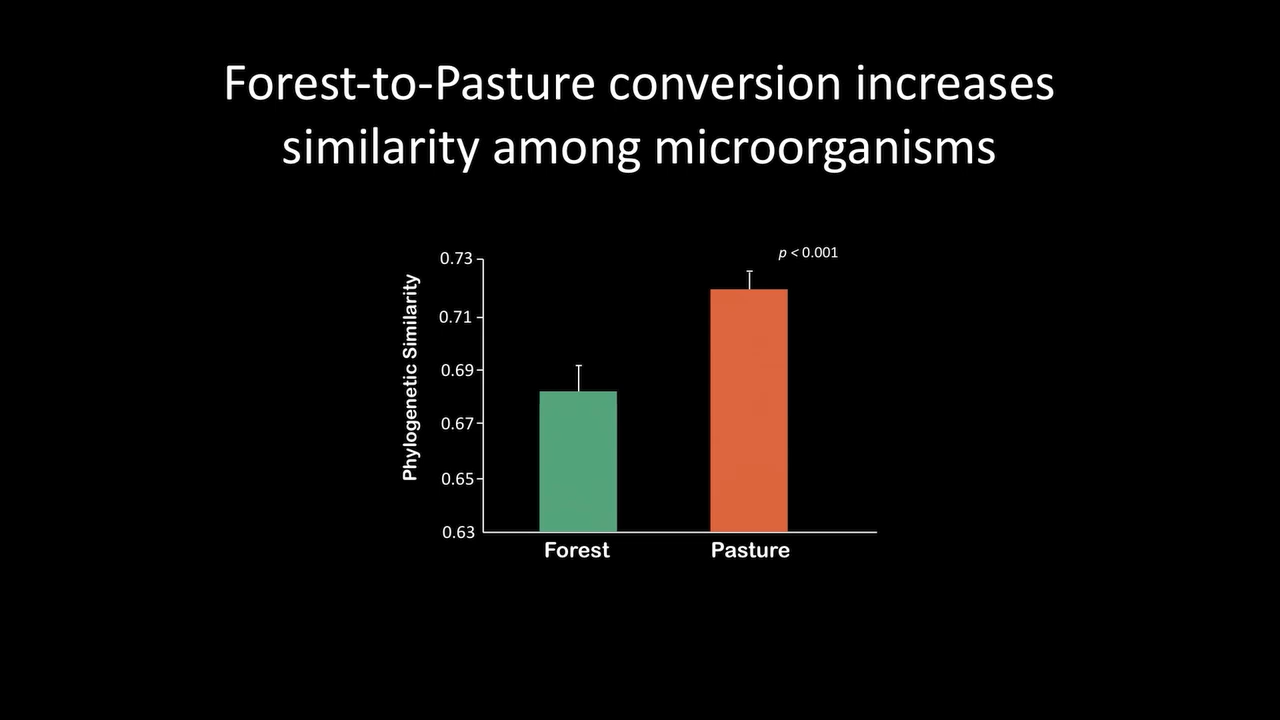 Forest-to-Pasture conversion increases
similarity among microorganisms
p < 0.001
Phylogenetic Similarity
0.73
0.71
0.69
0.67
0.65
0.63
Forest
Pasture